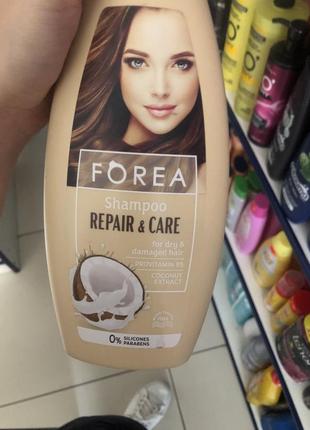 FOREA
Shampoo
REPAIR & CARE
for dry &
damaged hair
PROVITAMIN B5
COCONUT
EXTRACT
0% SILICONES
PARABENS